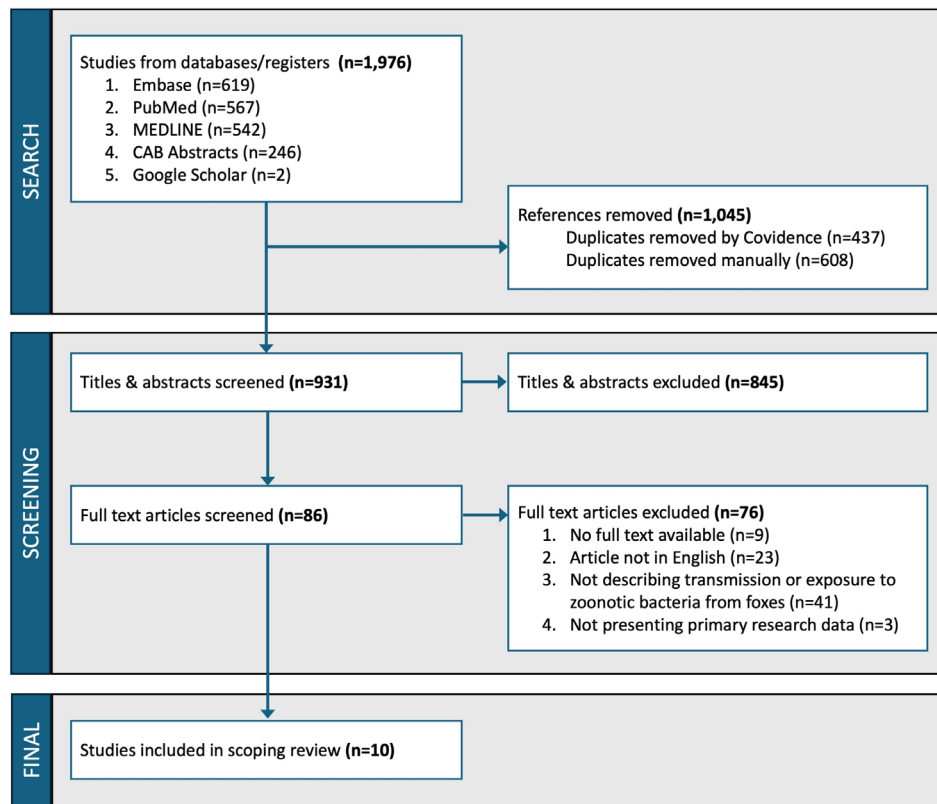 SEARCH
Studies from databases/registers (n=1,976)
1. Embase (n=619)
2. PubMed (n=567)
3. MEDLINE (n=542)
4. CAB Abstracts (n=246)
5. Google Scholar (n=2)
References removed (n=1,045)
Duplicates removed by Covidence (n=437)
Duplicates removed manually (n=608)
SCREENING
Titles & abstracts screened (n=931)
Titles & abstracts excluded (n=845)
Full text articles screened (n=86)
Full text articles excluded (n=76)
1. No full text available (n=9)
2. Article not in English (n=23)
3. Not describing transmission or exposure to
zoonotic bacteria from foxes (n=41)
4. Not presenting primary research data (n=3)
FINAL
Studies included in scoping review (n=10)